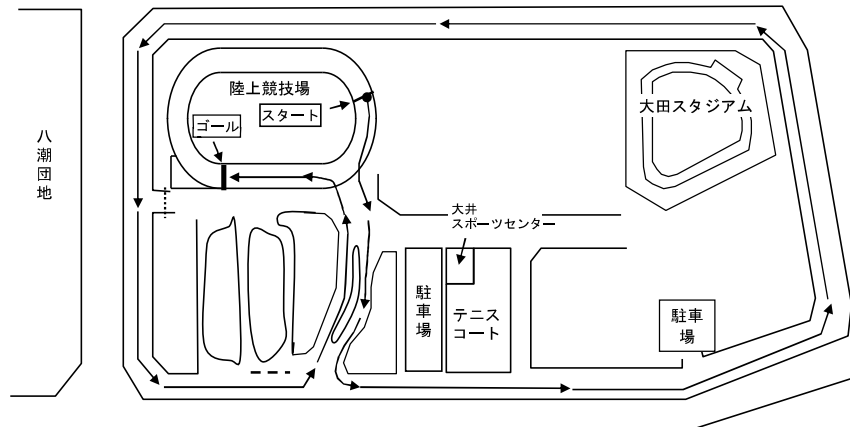 陸上競技場
スタート
ゴール
大田スタジアム
八潮団地
大井
スポーツセンター
駐車場
テニス
コート
駐車
場